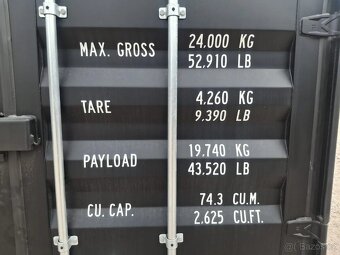 MAX. GROSS 24.000 KG
52.910 LB
TARE 4.260 KG
9.390 LB
PAYLOAD 19.740 KG
43.520 LB
CU. CAP. 74.3 CU.M.
2.625 CU.FT.